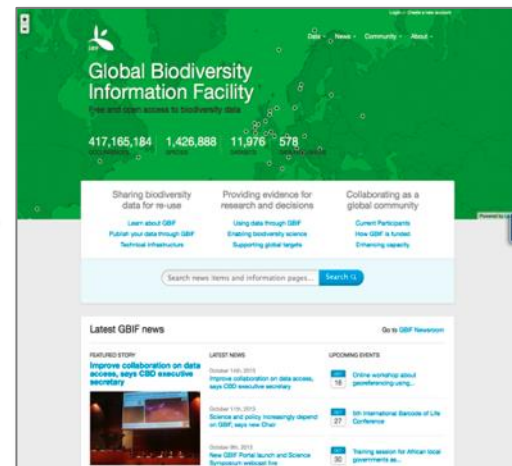 Login or Create a new account
Data News Community About
Global Biodiversity
Information Facility
Free and open access to biodiversity data
417,165,184 1,426,888 11,976 578
Sharing biodiversity
data for re-use
Learn about GBIF
Publish your data through GBIF
Technical infrastructure
Providing evidence for
research and decisions
Using data through GBIF
Enabling biodiversity science
Supporting global targets
Collaborating as a
global community
Current Participants
How GBIF is funded
Enhancing capacity
Powered by
Search news items and information pages...
Search
Latest GBIF news
Go to GBIF Newsroom
FEATURED STORY
Improve collaboration on data
access, says CBD executive
secretary
LATEST NEWS
October 14th, 2013
Improve collaboration on data access,
says CBD executive secretary
October 11th, 2013
Science and policy increasingly depend
on GBIF, says new Chair
October 9th, 2013
New GBIF Portal launch and Science
Symposium webcast live
UPCOMING EVENTS
18
Online workshop about
georeferencing using...
27
5th International Barcode of Life
Conference
30
Training session for African local
governments as...